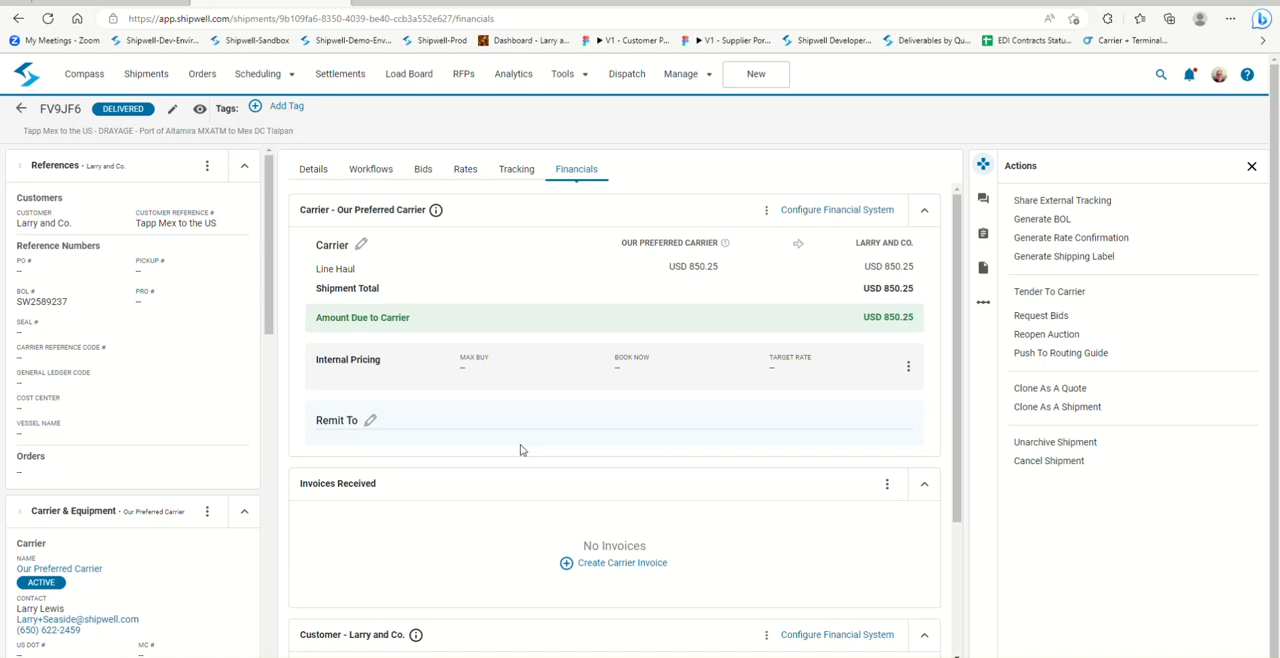 https://app.shipwell.com/shipments/9b109fa6-8350-4039-be40-ccb3a552e627/financials
My Meetings - Zoom
Shipwell-Dev-Envir...
Shipwell-Sandbox
Shipwell-Demo-Env...
Shipwell-Prod
Dashboard - Larry a...
▶ V1 - Customer P...
▶ V1 - Supplier Por...
Shipwell Developer...
Deliverables by Qu...
EDI Contracts Statu...
Carrier + Terminal...
Compass
Shipments
Orders
Scheduling
Settlements
Load Board
RFPs
Analytics
Tools
Dispatch
Manage
New
FV9JF6
DELIVERED
Tags:
Add Tag
Tapp Mex to the US - DRAYAGE - Port of Altamira MXATM to Mex DC Tlalpan
References - Larry and Co.
Customers
CUSTOMER
CUSTOMER REFERENCE #
Larry and Co.
Tapp Mex to the US
Reference Numbers
PO #
PICKUP #
--
--
BOL #
PRO #
SW2589237
--
SEAL #
--
CARRIER REFERENCE CODE #
--
GENERAL LEDGER CODE
--
COST CENTER
--
VESSEL NAME
--
Orders
--
Carrier & Equipment - Our Preferred Carrier
Carrier
NAME
Our Preferred Carrier
ACTIVE
CONTACT
Larry Lewis
Larry+Seaside@shipwell.com
(650) 622-2459
US DOT #
MC #
--
--
Details
Workflows
Bids
Rates
Tracking
Financials
Carrier - Our Preferred Carrier
Configure Financial System
Carrier
OUR PREFERRED CARRIER
LARRY AND CO.
Line Haul
USD 850.25
USD 850.25
Shipment Total
USD 850.25
Amount Due to Carrier
USD 850.25
Internal Pricing
MAX BUY
BOOK NOW
TARGET RATE
--
--
--
Remit To
Invoices Received
No Invoices
Create Carrier Invoice
Customer - Larry and Co.
Configure Financial System
Actions
Share External Tracking
Generate BOL
Generate Rate Confirmation
Generate Shipping Label
Tender To Carrier
Request Bids
Reopen Auction
Push To Routing Guide
Clone As A Quote
Clone As A Shipment
Unarchive Shipment
Cancel Shipment